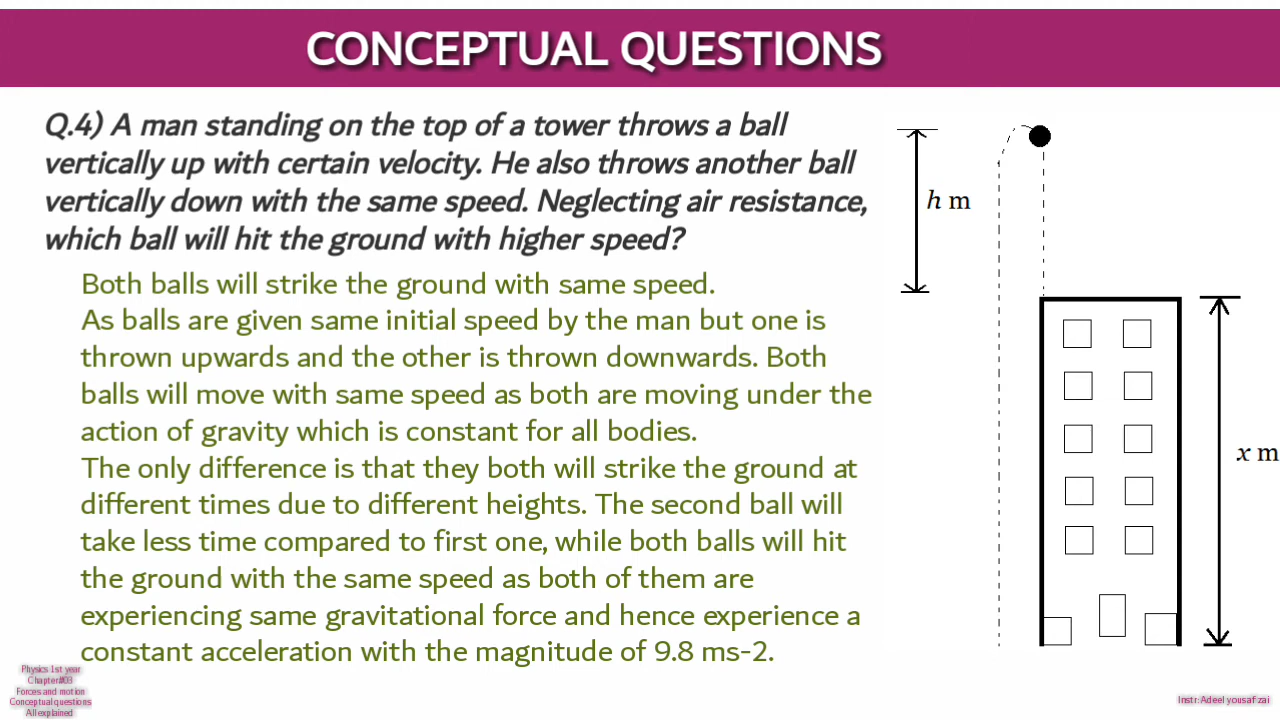 CONCEPTUAL QUESTIONS
Q.4) A man standing on the top of a tower throws a ball
vertically up with certain velocity. He also throws another ball
vertically down with the same speed. Neglecting air resistance,
which ball will hit the ground with higher speed?
Both balls will strike the ground with same speed.
As balls are given same initial speed by the man but one is
thrown upwards and the other is thrown downwards. Both
balls will move with same speed as both are moving under the
action of gravity which is constant for all bodies.
The only difference is that they both will strike the ground at
different times due to different heights. The second ball will
take less time compared to first one, while both balls will hit
the ground with the same speed as both of them are
experiencing same gravitational force and hence experience a
constant acceleration with the magnitude of 9.8 ms-2.
h m
x m
Physics 1st year
Chapter#03
Forces and motion
Conceptual questions
All explained
Instr:Adeel yousafzai